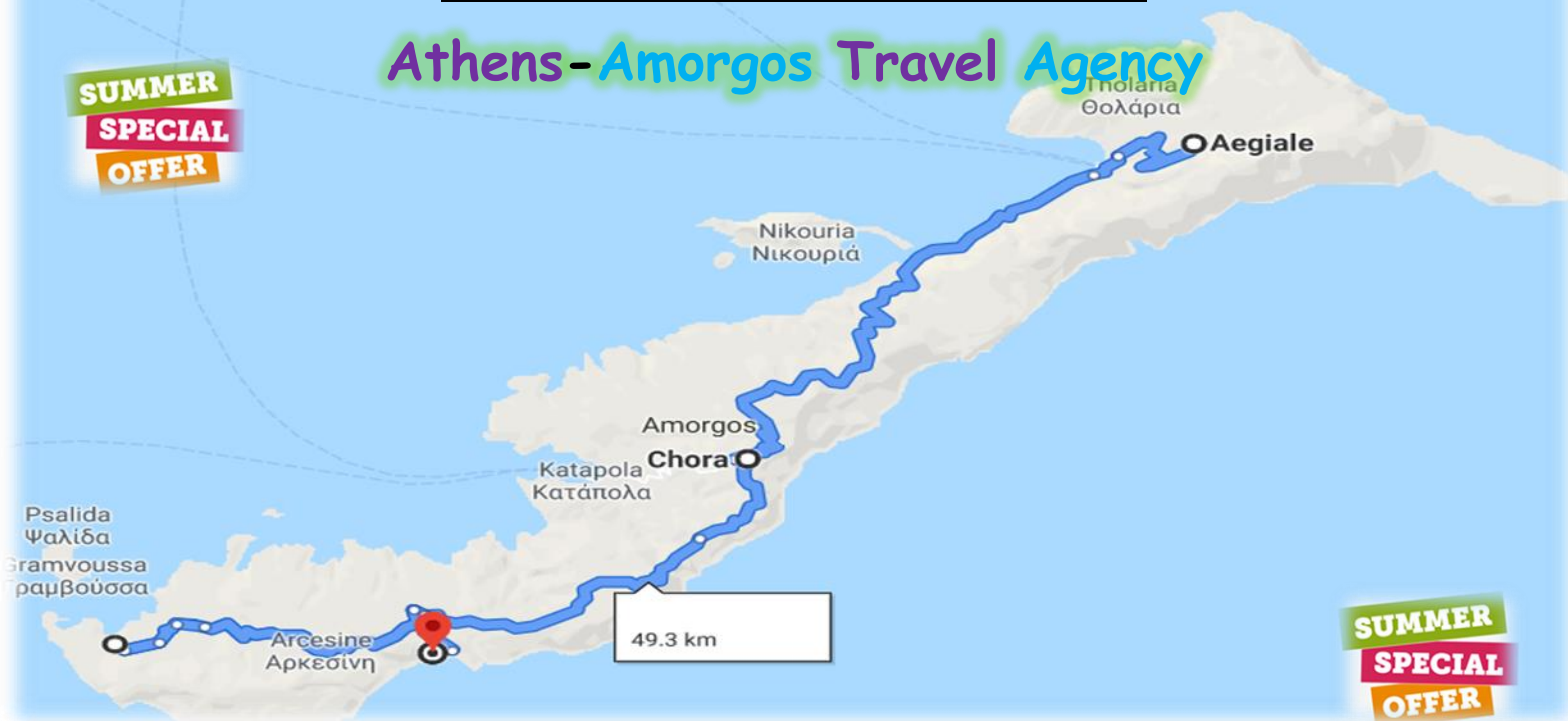 Athens-Amorgos Travel Agency
SUMMER
SPECIAL
OFFER
Tholaria
Θολάρια
Aegiale
Nikouria
Νικουριά
Amorgos
Chora
Katapola
Κατάπολα
Psalida
Ψαλίδα
Gramvoussa
Γραμβούσσα
Arcesine
Αρκεσίνη
49.3 km
SUMMER
SPECIAL
OFFER